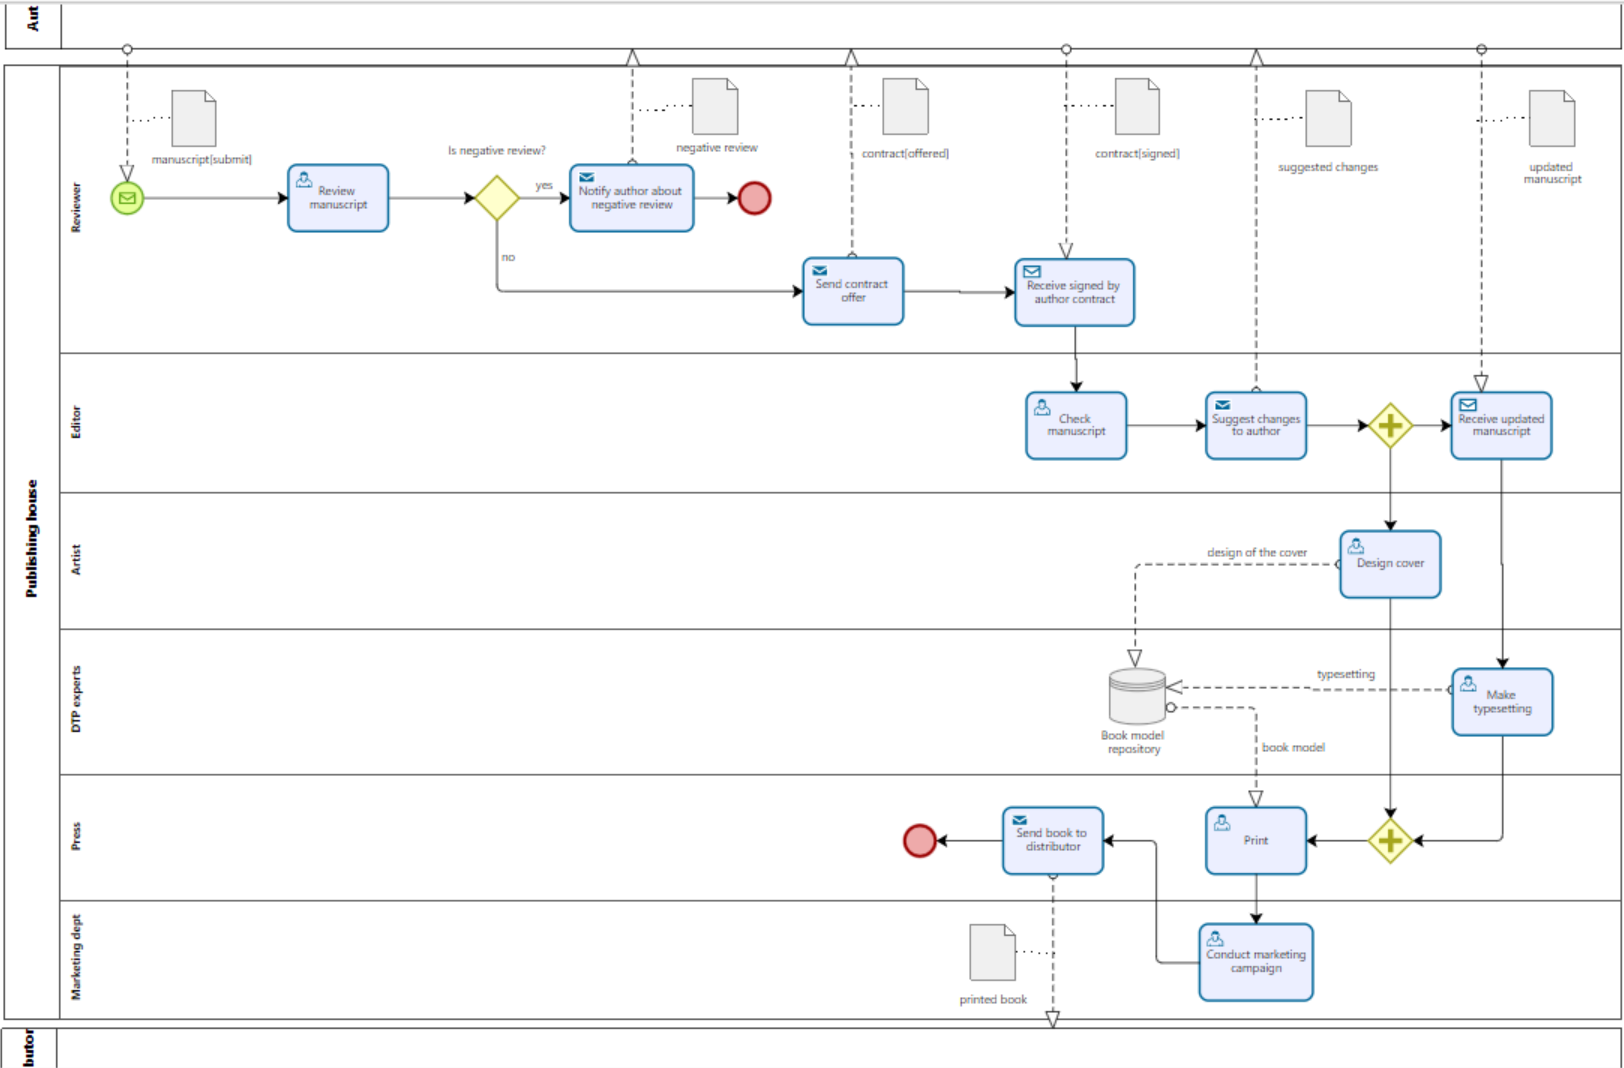 Aut
Publishing house
Reviewer
manuscript[submit]
Review
manuscript
Is negative review?
yes
no
Notify author about
negative review
negative review
contract[offered]
Send contract
offer
contract[signed]
Receive signed by
author contract
suggested changes
updated
manuscript
Editor
Check
manuscript
Suggest changes
to author
Receive updated
manuscript
Artist
design of the cover
Design cover
DTP experts
typesetting
Make
typesetting
Book model
repository
book model
Press
Send book to
distributor
Print
Marketing dept
Conduct marketing
campaign
printed book
butor